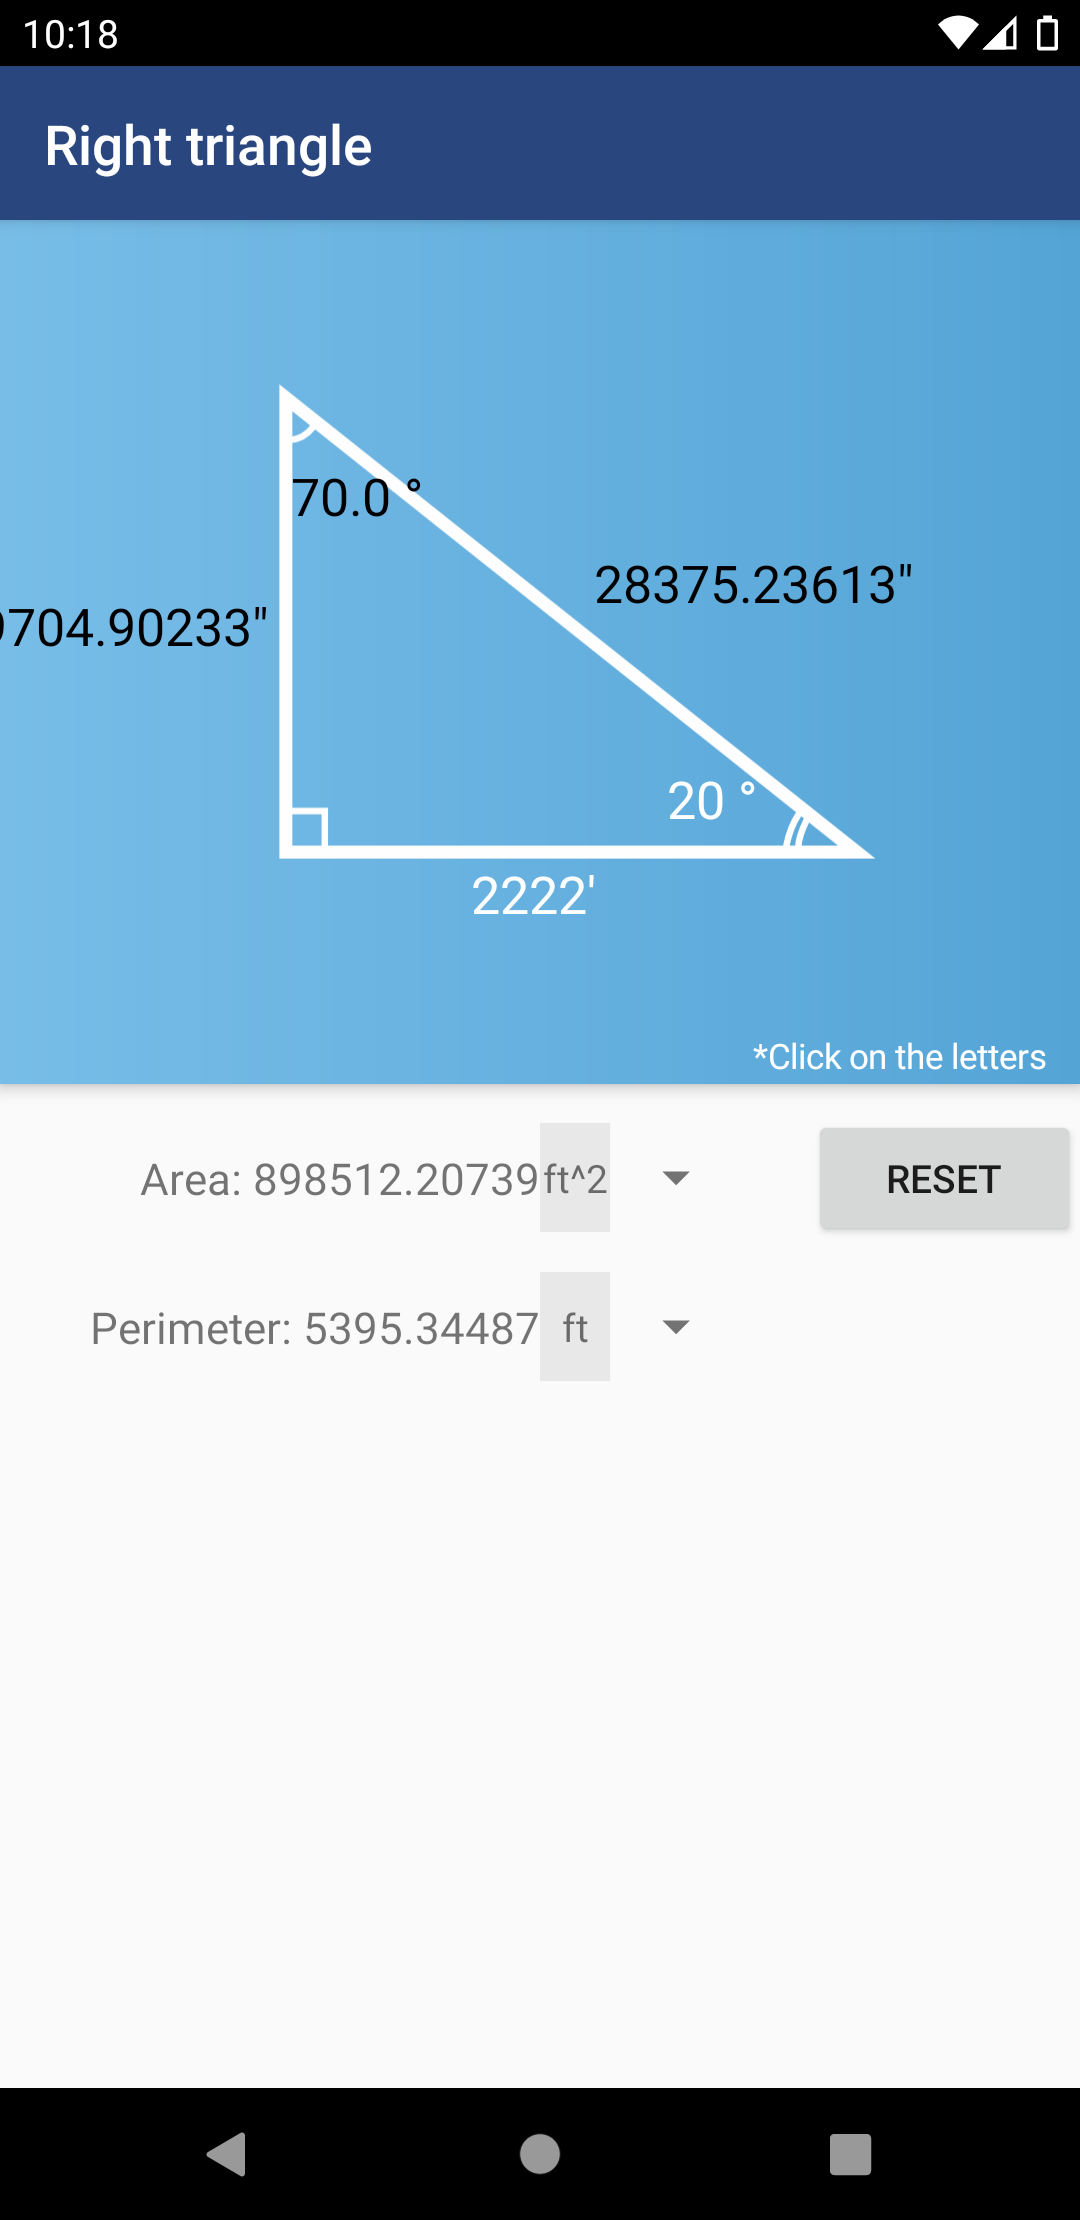 10:18
Right triangle
70.0 °
28375.23613"
9704.90233"
20 °
2222'
*Click on the letters
Area: 898512.20739 ft^2
RESET
Perimeter: 5395.34487 ft